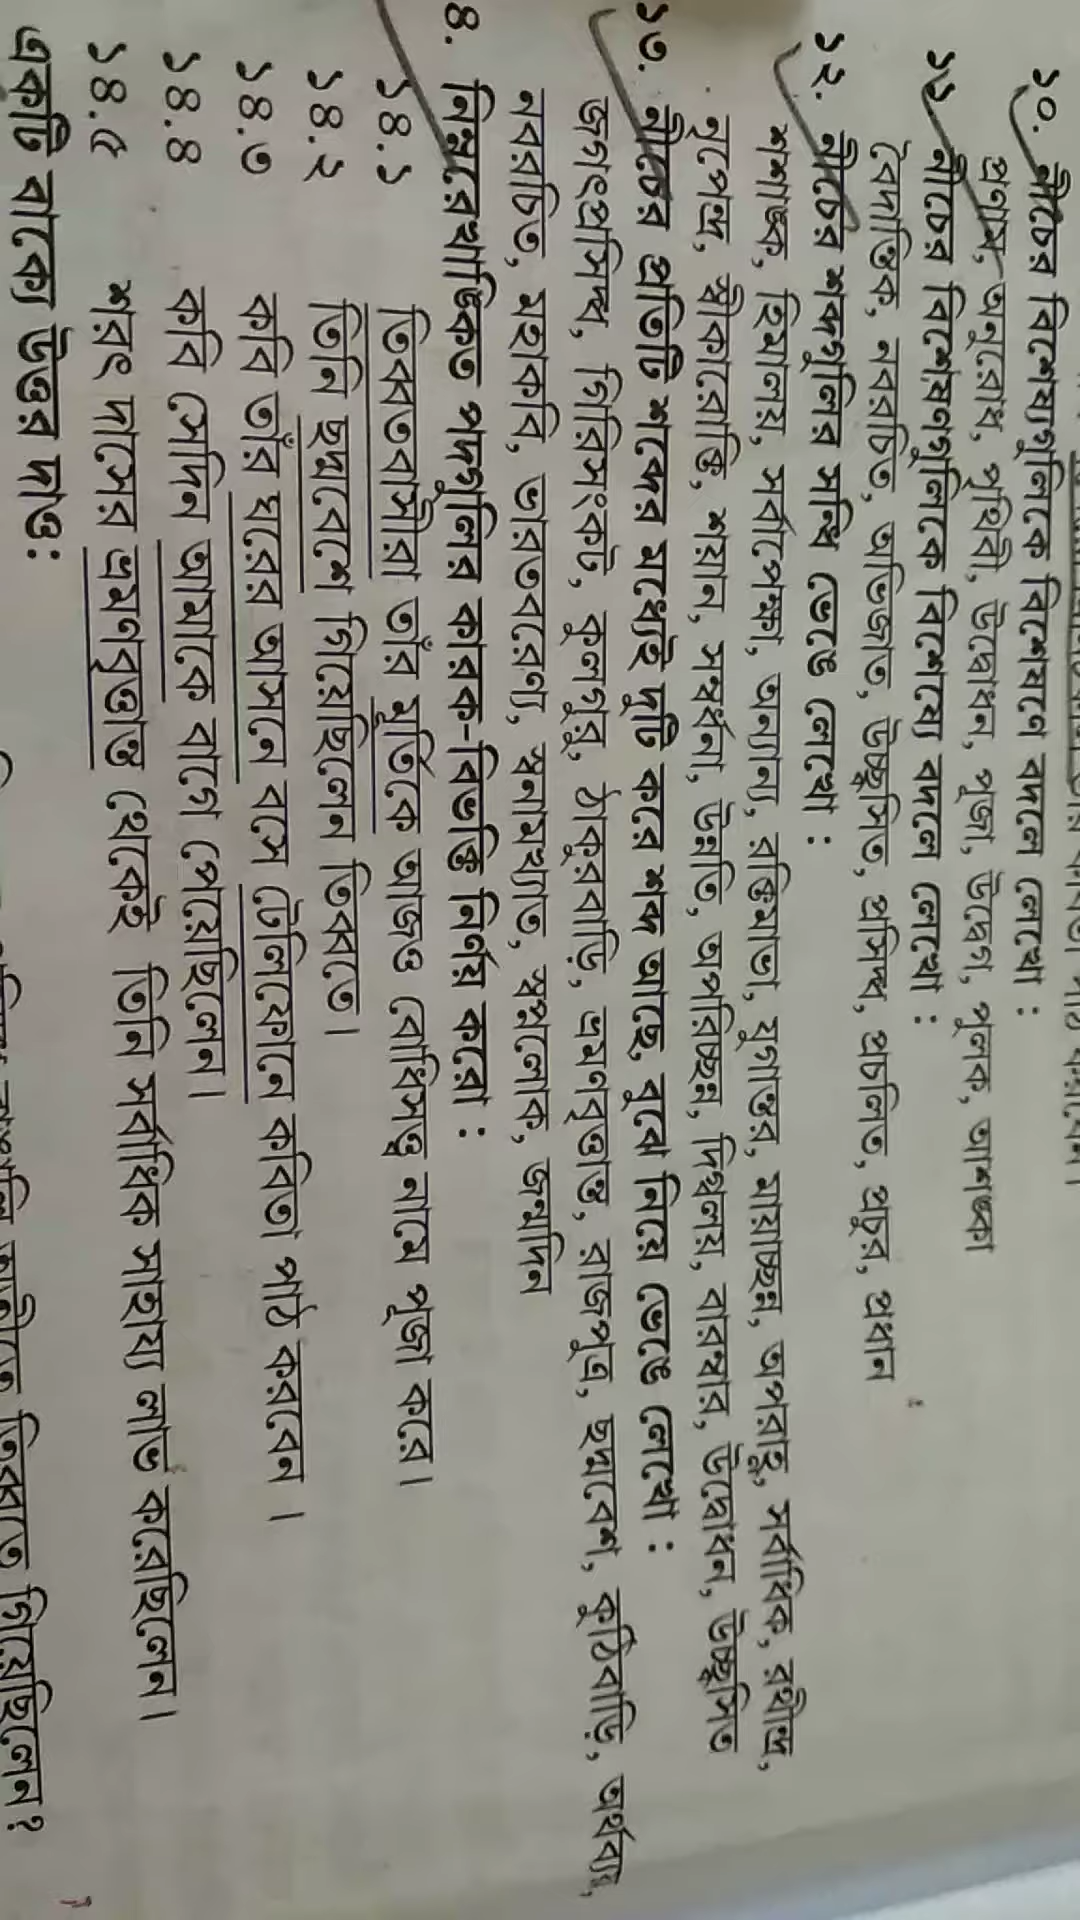 পাঠ করবেন।
১০. নীচের বিশেষ্যগুলিকে বিশেষণে বদলে লেখো :
প্রণাম, অনুরোধ, পৃথিবী, উদ্বোধন, পূজা, উদ্বেগ, পুলক, আশঙ্কা
১১. নীচের বিশেষণগুলিকে বিশেষ্যে বদলে লেখো :
বৈদান্তিক, নবরচিত, অভিজাত, উচ্ছ্বসিত, প্রসিদ্ধ, প্রচলিত, প্রচুর, প্রধান
১২. নীচের শব্দগুলির সন্ধি ভেঙে লেখো :
শশাঙ্ক, হিমালয়, সর্বাপেক্ষা, অন্যান্য, রক্তিমাভা, যুগান্তর, মায়াচ্ছন্ন, অপরাহ্ণ, সর্বাধিক, রবীন্দ্র,
নৃপেন্দ্র, স্বীকারোক্তি, শয়ান, সম্বর্ধনা, উন্নতি, অপরিচ্ছন্ন, দিগ্বলয়, বারম্বার, উদ্বোধন, উচ্ছ্বসিত
১৩. নীচের প্রতিটি শব্দের মধ্যেই দুটি করে শব্দ আছে, বুঝে নিয়ে ভেঙে লেখো :
জগৎপ্রসিদ্ধ, গিরিসংকট, কুলগুরু, ঠাকুরবাড়ি, ভ্রমণবৃত্তান্ত, রাজপুত্র, ছদ্মবেশ, কুঠিবাড়ি, অর্থব্যয়,
নবরচিত, মহাকবি, ভারতবরেণ্য, স্বনামখ্যাত, স্বপ্নলোক, জন্মদিন
৪. নিম্নরেখাঙ্কিত পদগুলির কারক-বিভক্তি নির্ণয় করো :
১৪.১ তিব্বতবাসীরা তাঁর মূর্তিকে আজও বোধিসত্ত্ব নামে পূজা করে।
১৪.২ তিনি ছদ্মবেশে গিয়েছিলেন তিব্বতে।
১৪.৩ কবি তাঁর ঘরের আসনে বসে টেলিফোনে কবিতা পাঠ করবেন।
১৪.৪ কবি সেদিন আমাকে বাগে পেয়েছিলেন।
১৪.৫ শরৎ দাসের ভ্রমণবৃত্তান্ত থেকেই তিনি সর্বাধিক সাহায্য লাভ করেছিলেন।
একটি বাক্যে উত্তর দাও:
তিব্বতে গিয়েছিলেন?